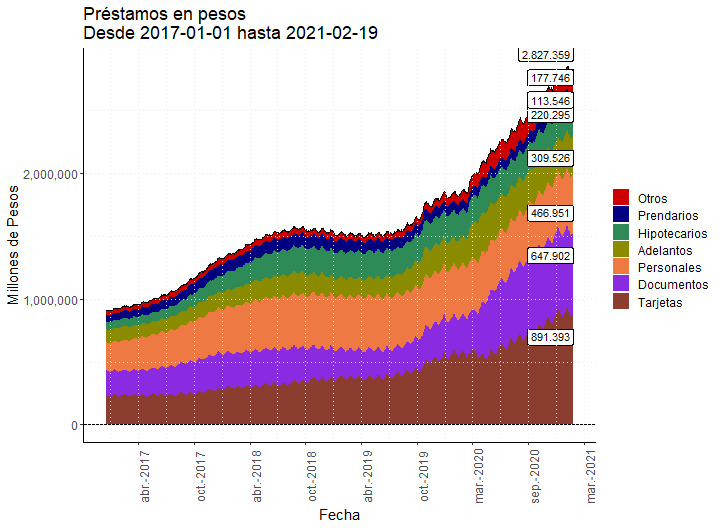 Préstamos en pesos
Desde 2017-01-01 hasta 2021-02-19
Millones de Pesos
2,000,000
1,000,000
0
2.827.359
177.746
113.546
220.295
309.526
466.951
647.902
891.393
abr.-2017
oct.-2017
abr.-2018
oct.-2018
abr.-2019
oct.-2019
mar.-2020
sep.-2020
mar.-2021
Fecha
Otros
Prendarios
Hipotecarios
Adelantos
Personales
Documentos
Tarjetas